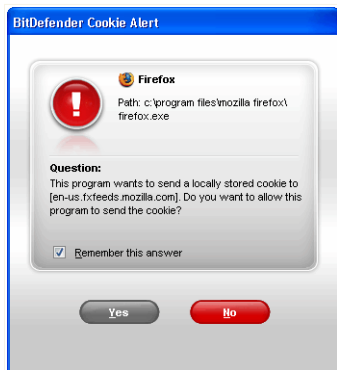 BitDefender Cookie Alert
Firefox
Path: c:\program files\mozilla firefox\
firefox.exe
Question:
This program wants to send a locally stored cookie to
[en-us.fxfeeds.mozilla.com]. Do you want to allow this
program to send the cookie?
Remember this answer
Yes
No